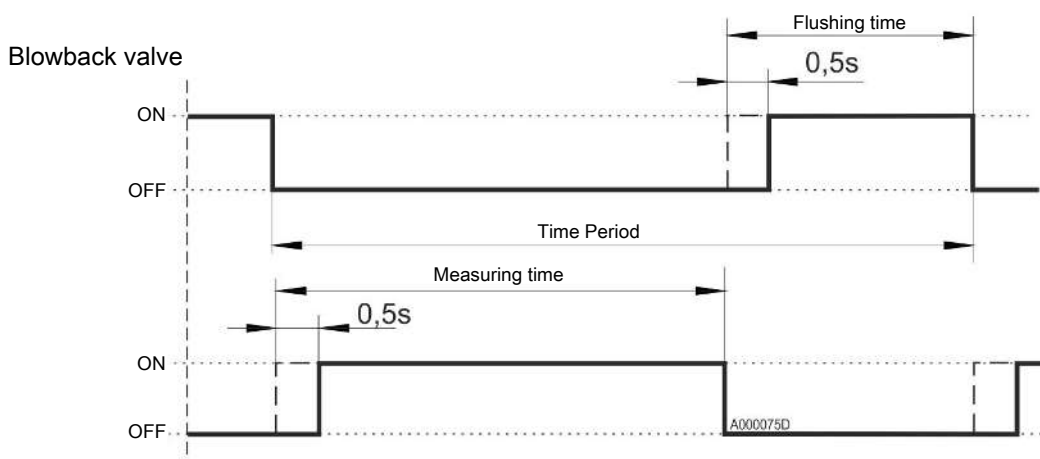 Flushing time
Blowback valve
0,5s
ON
OFF
Time Period
Measuring time
0,5s
ON
OFF
A000075D